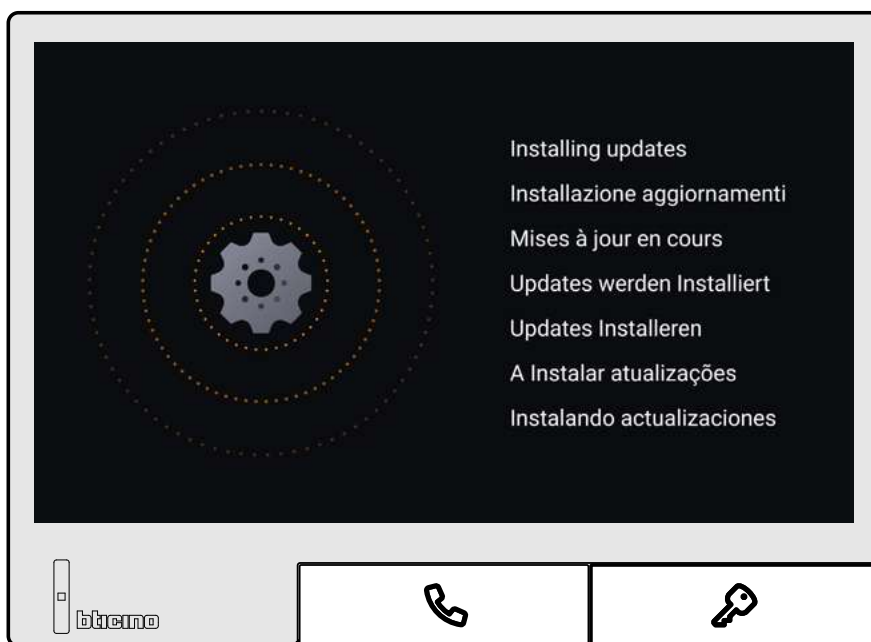 Installing updates
Installazione aggiornamenti
Mises à jour en cours
Updates werden Installiert
Updates Installeren
A Instalar atualizações
Instalando actualizaciones
bticino